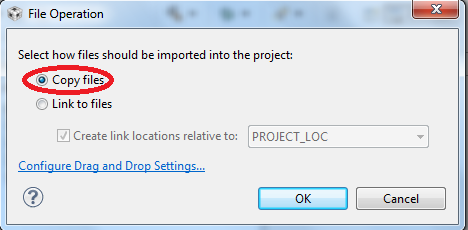 File Operation
Select how files should be imported into the project:
Copy files
Link to files
Create link locations relative to: PROJECT_LOC
Configure Drag and Drop Settings...
? OK Cancel